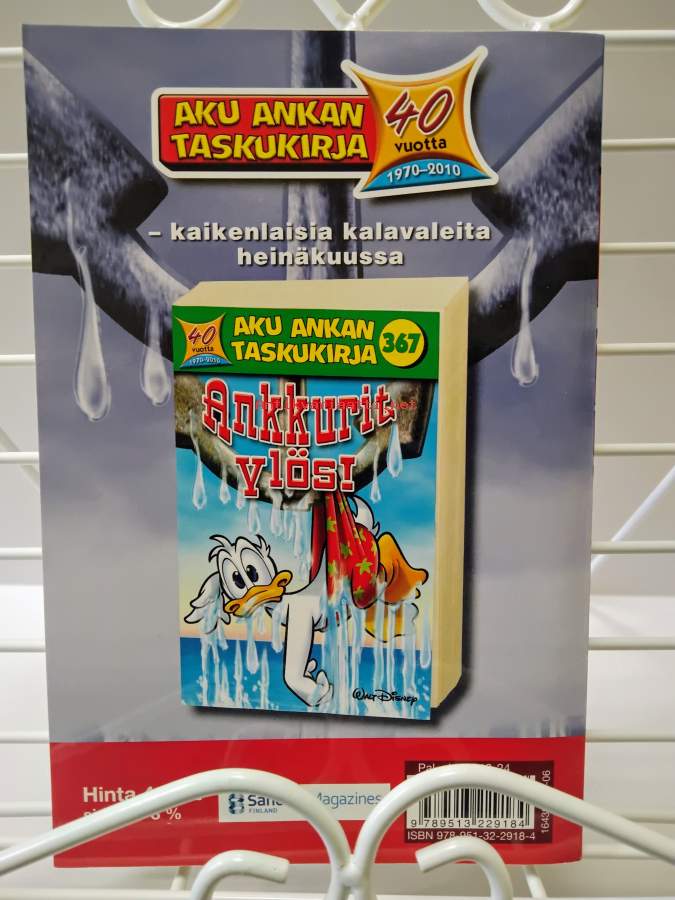 AKU ANKAN
TASKUKIRJA
40
vuotta
1970–2010
– kaikenlaisia kalavaleita
heinäkuussa
40
vuotta
1970–2010
AKU ANKAN
TASKUKIRJA
367
Ankkurit
ylös!
WALT DISNEY
Hinta
%
Magazines
FINLAND
9 789513 229184
ISBN 978-951-32-2918-4